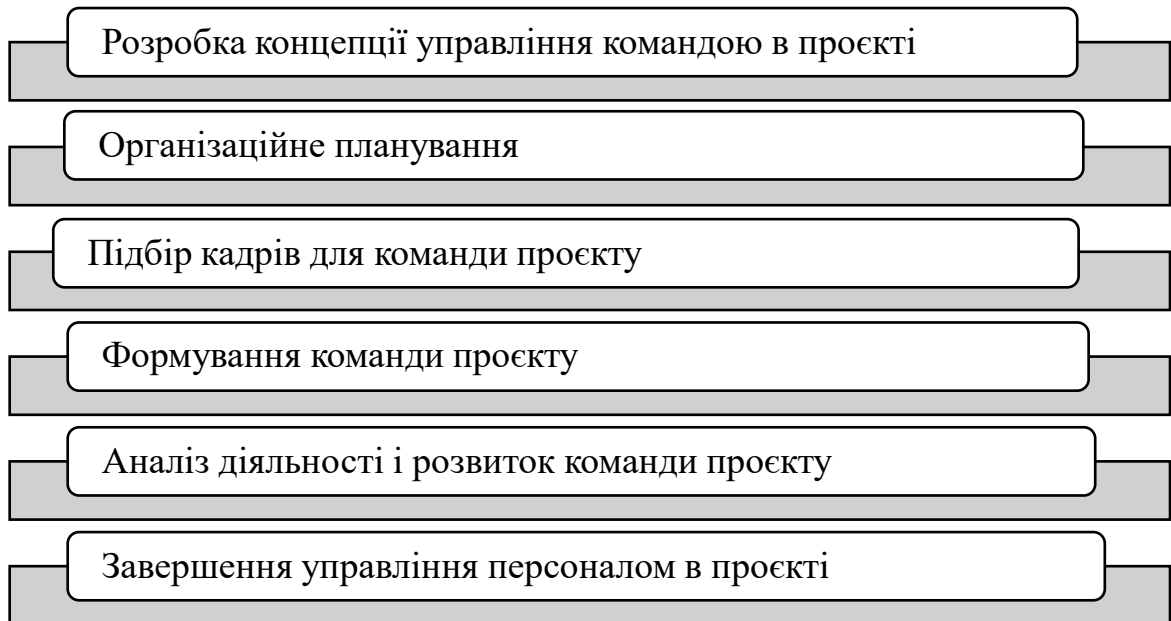 Розробка концепції управління командою в проєкті
Організаційне планування
Підбір кадрів для команди проєкту
Формування команди проєкту
Аналіз діяльності і розвиток команди проєкту
Завершення управління персоналом в проєкті